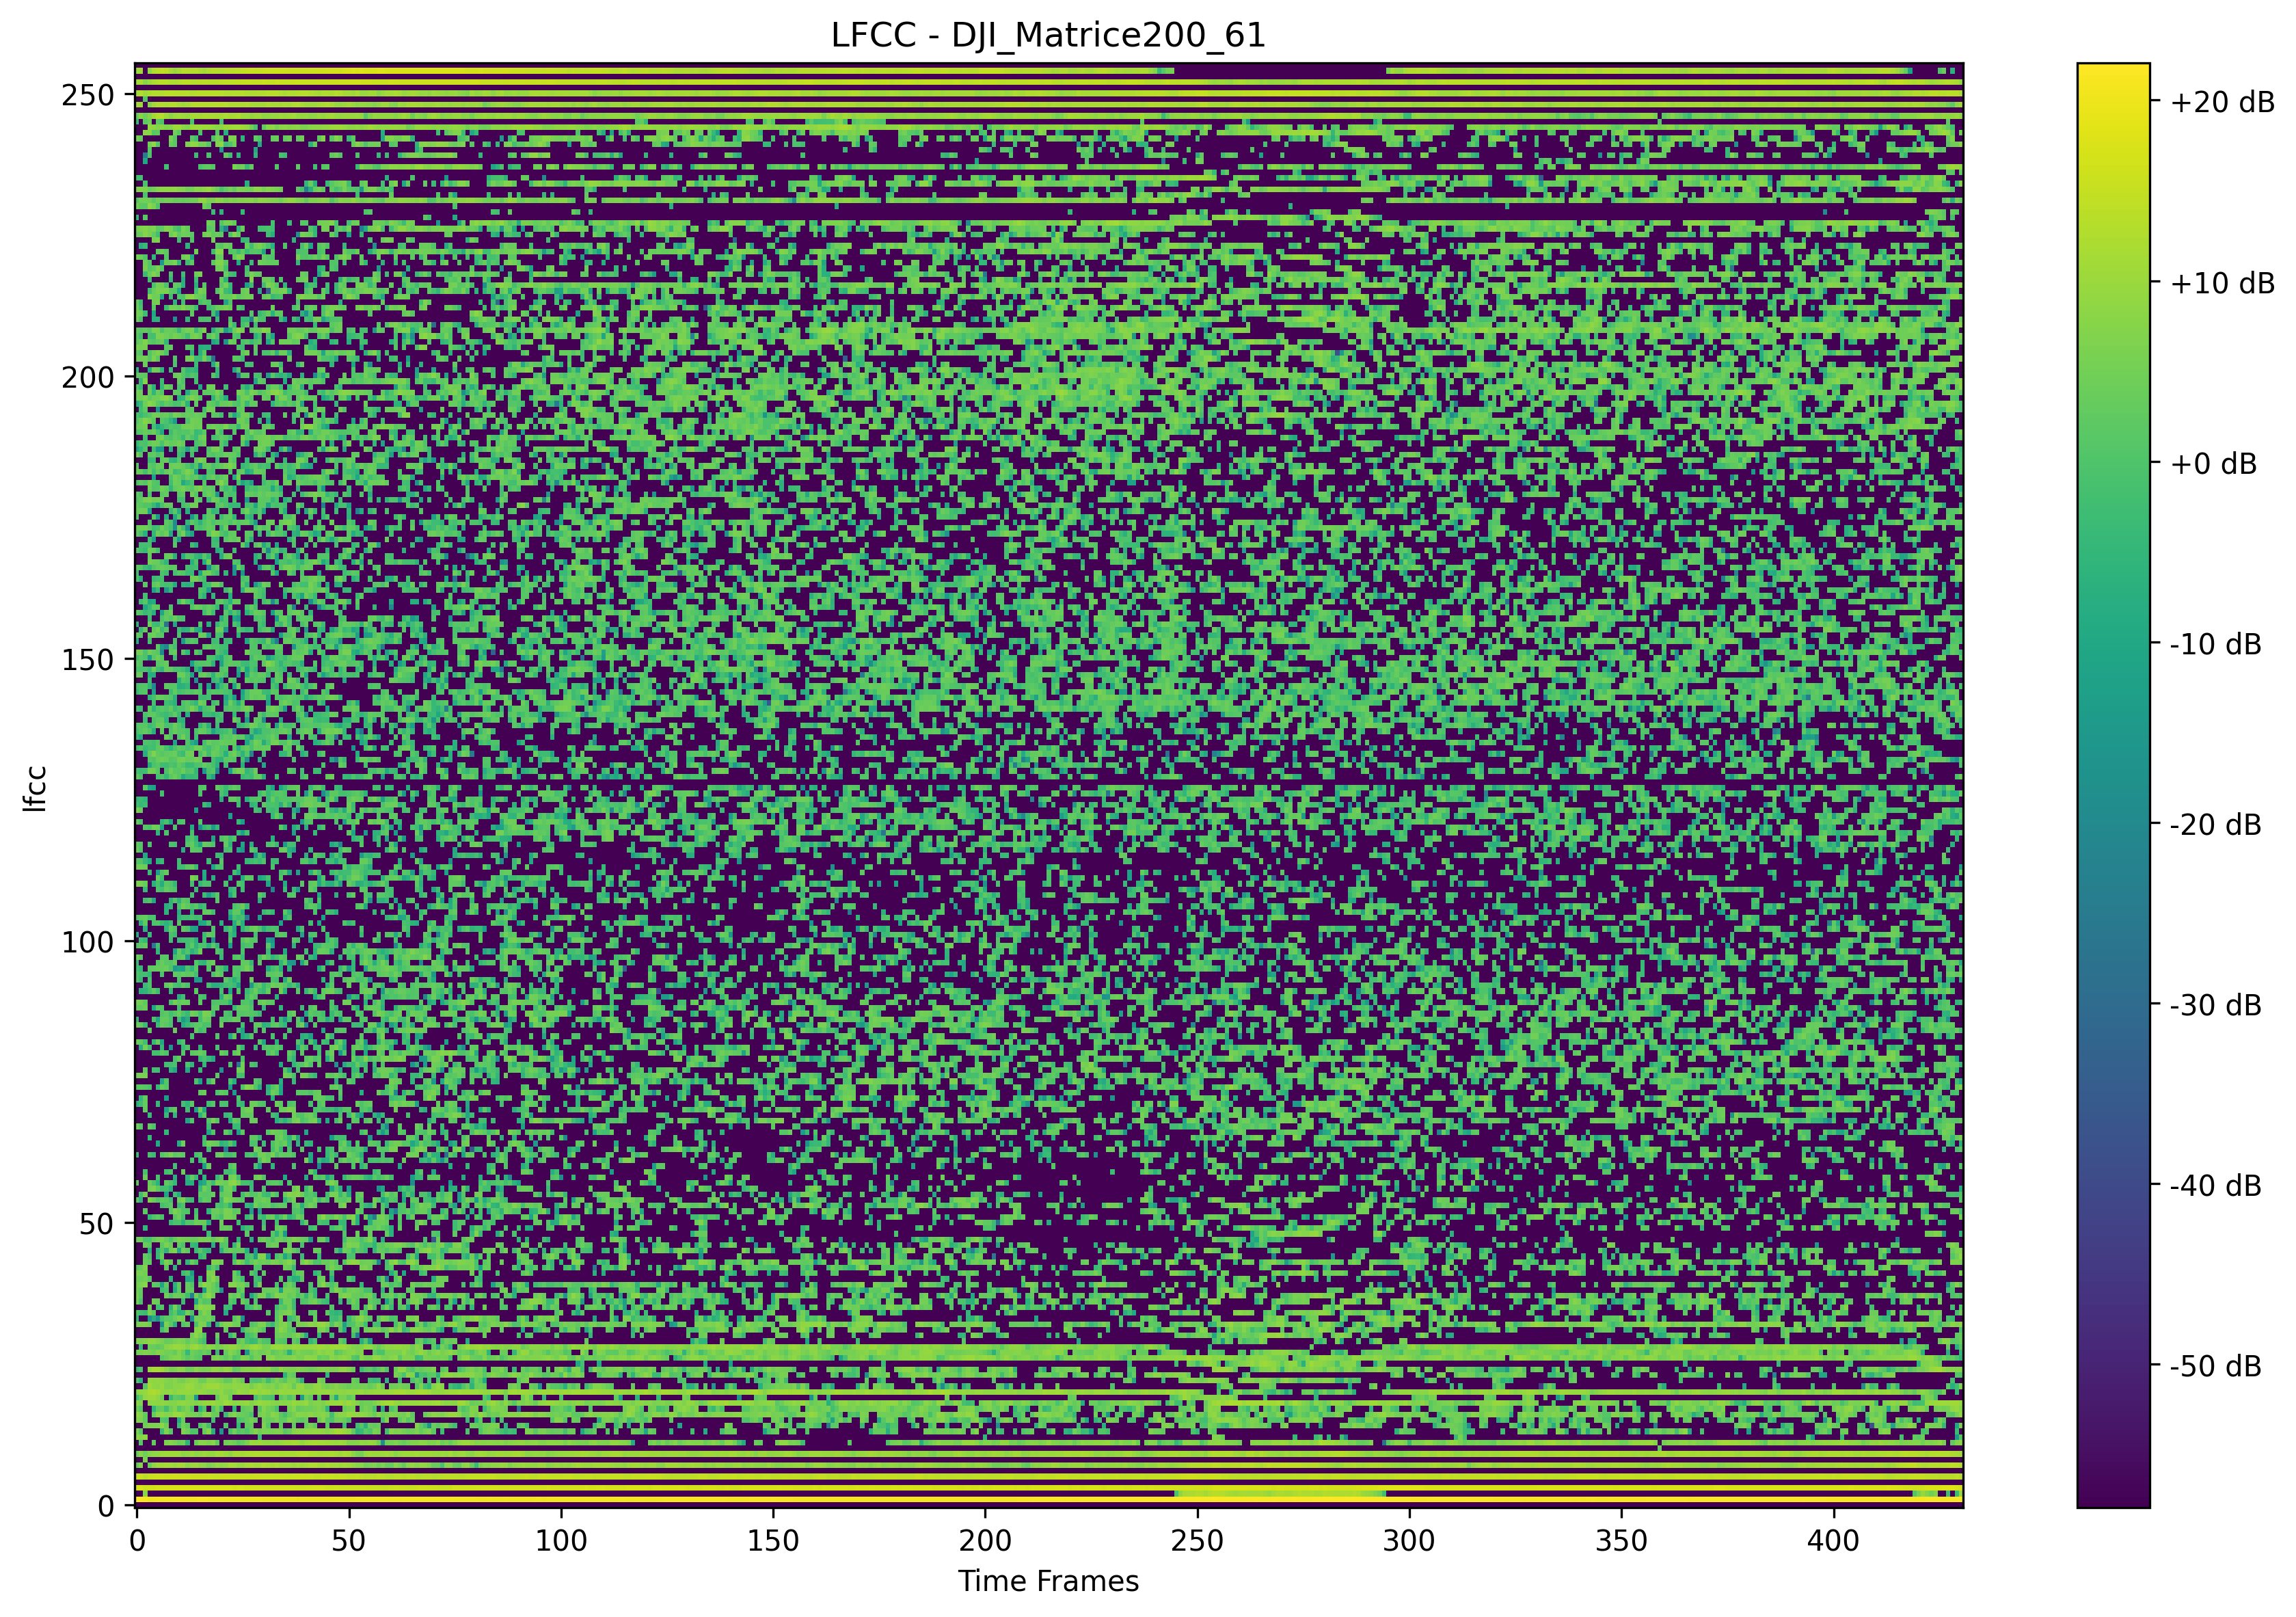 LFCC - DJI_Matrice200_61
250
200
150
100
50
0
lfcc
0
50
100
150
200
250
300
350
400
Time Frames
+20 dB
+10 dB
+0 dB
-10 dB
-20 dB
-30 dB
-40 dB
-50 dB